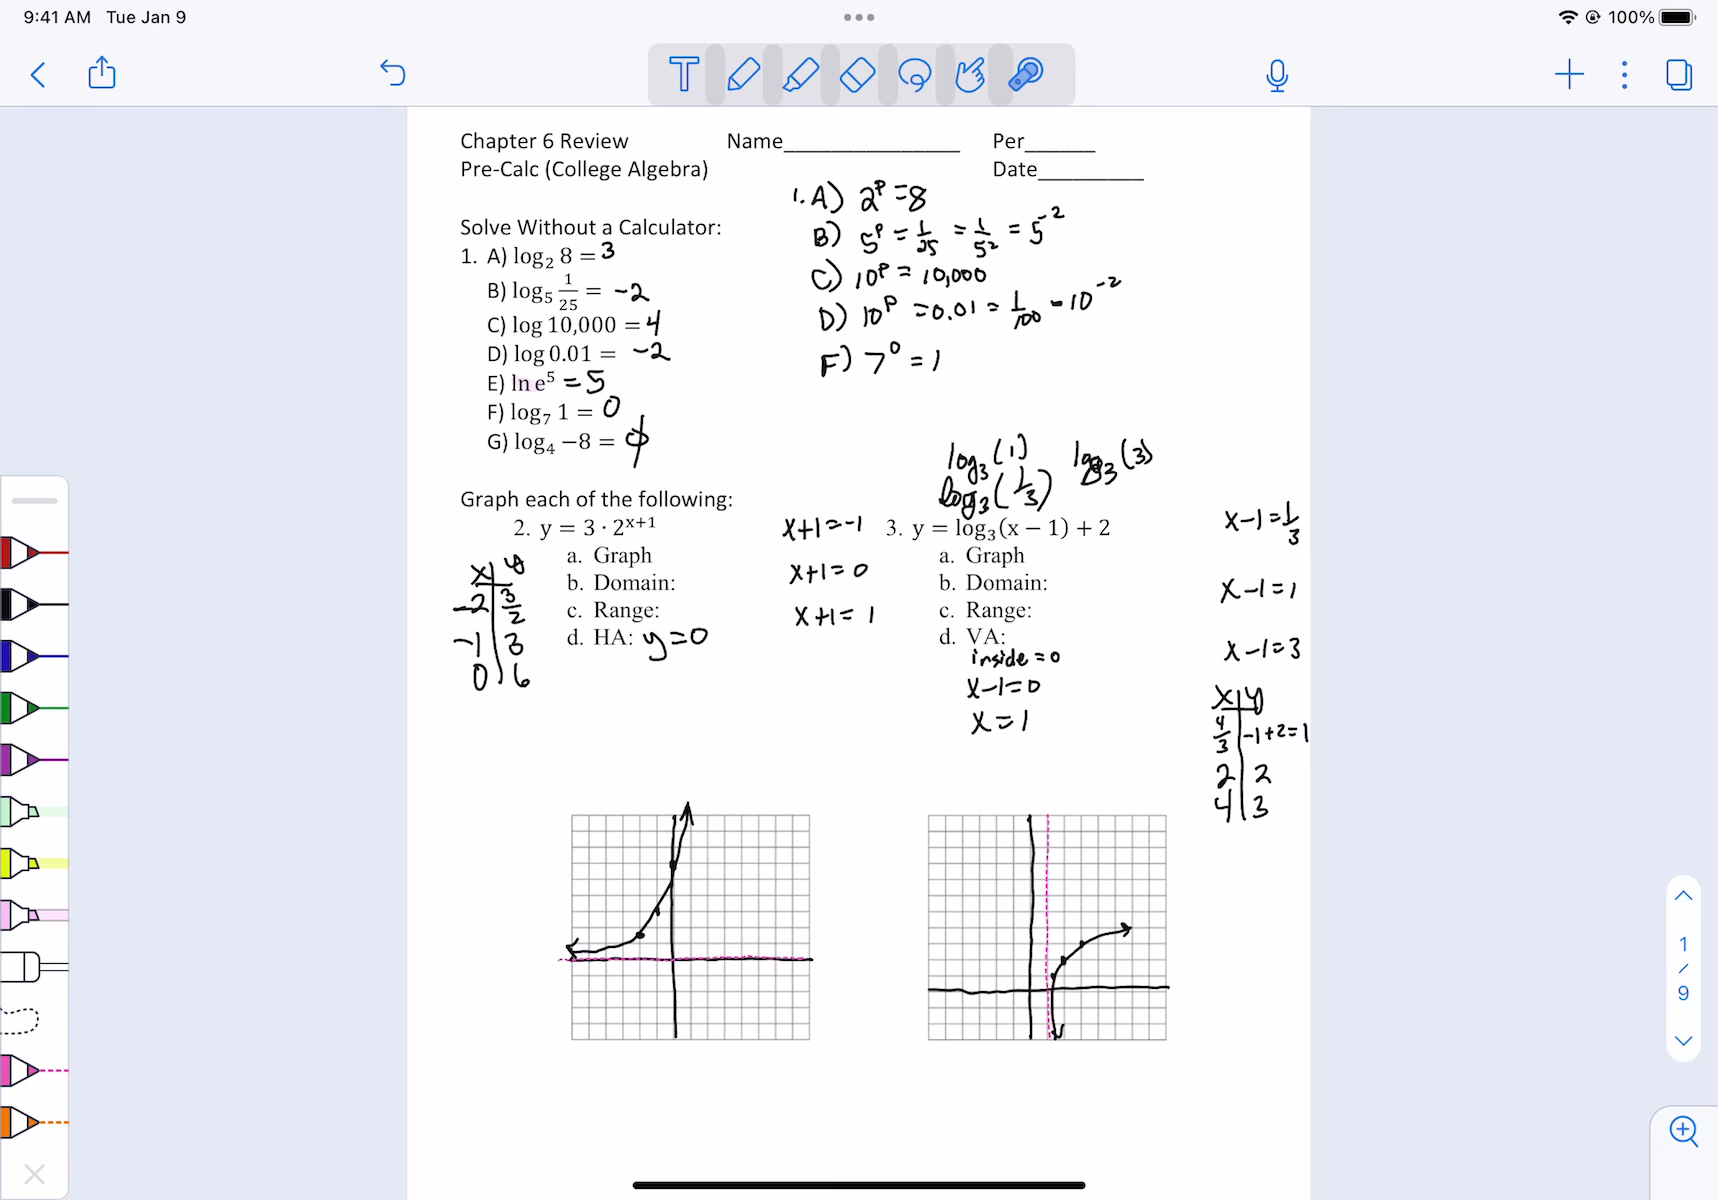 9:41 AM Tue Jan 9
100%
Chapter 6 Review Name________________ Per______
Pre-Calc (College Algebra) Date_________
1. A) 2^p = 8
B) 5^p = 1/25 = 1/5^2 = 5^-2
C) 10^p = 10,000
D) 10^p = 0.01 = 1/100 = 10^-2
F) 7^0 = 1
Solve Without a Calculator:
1. A) log₂ 8 = 3
B) log₅ 1/25 = -2
C) log 10,000 = 4
D) log 0.01 = -2
E) ln e⁵ = 5
F) log₇ 1 = 0
G) log₄ −8 = ϕ
Graph each of the following:
2. y = 3 · 2^x+1
a. Graph
b. Domain:
c. Range:
d. HA: y=0
x | y
-2 | 3/2
-1 | 3
0 | 6
x+1=-1
x+1=0
x+1=1
log₃(1) log₃(3)
log₃(1/3)
3. y = log₃(x − 1) + 2
a. Graph
b. Domain:
c. Range:
d. VA:
inside = 0
x-1=0
x=1
x-1=1/3
x-1=1
x-1=3
x | y
4/3 | -1+2=1
2 | 2
4 | 3
1
/
9